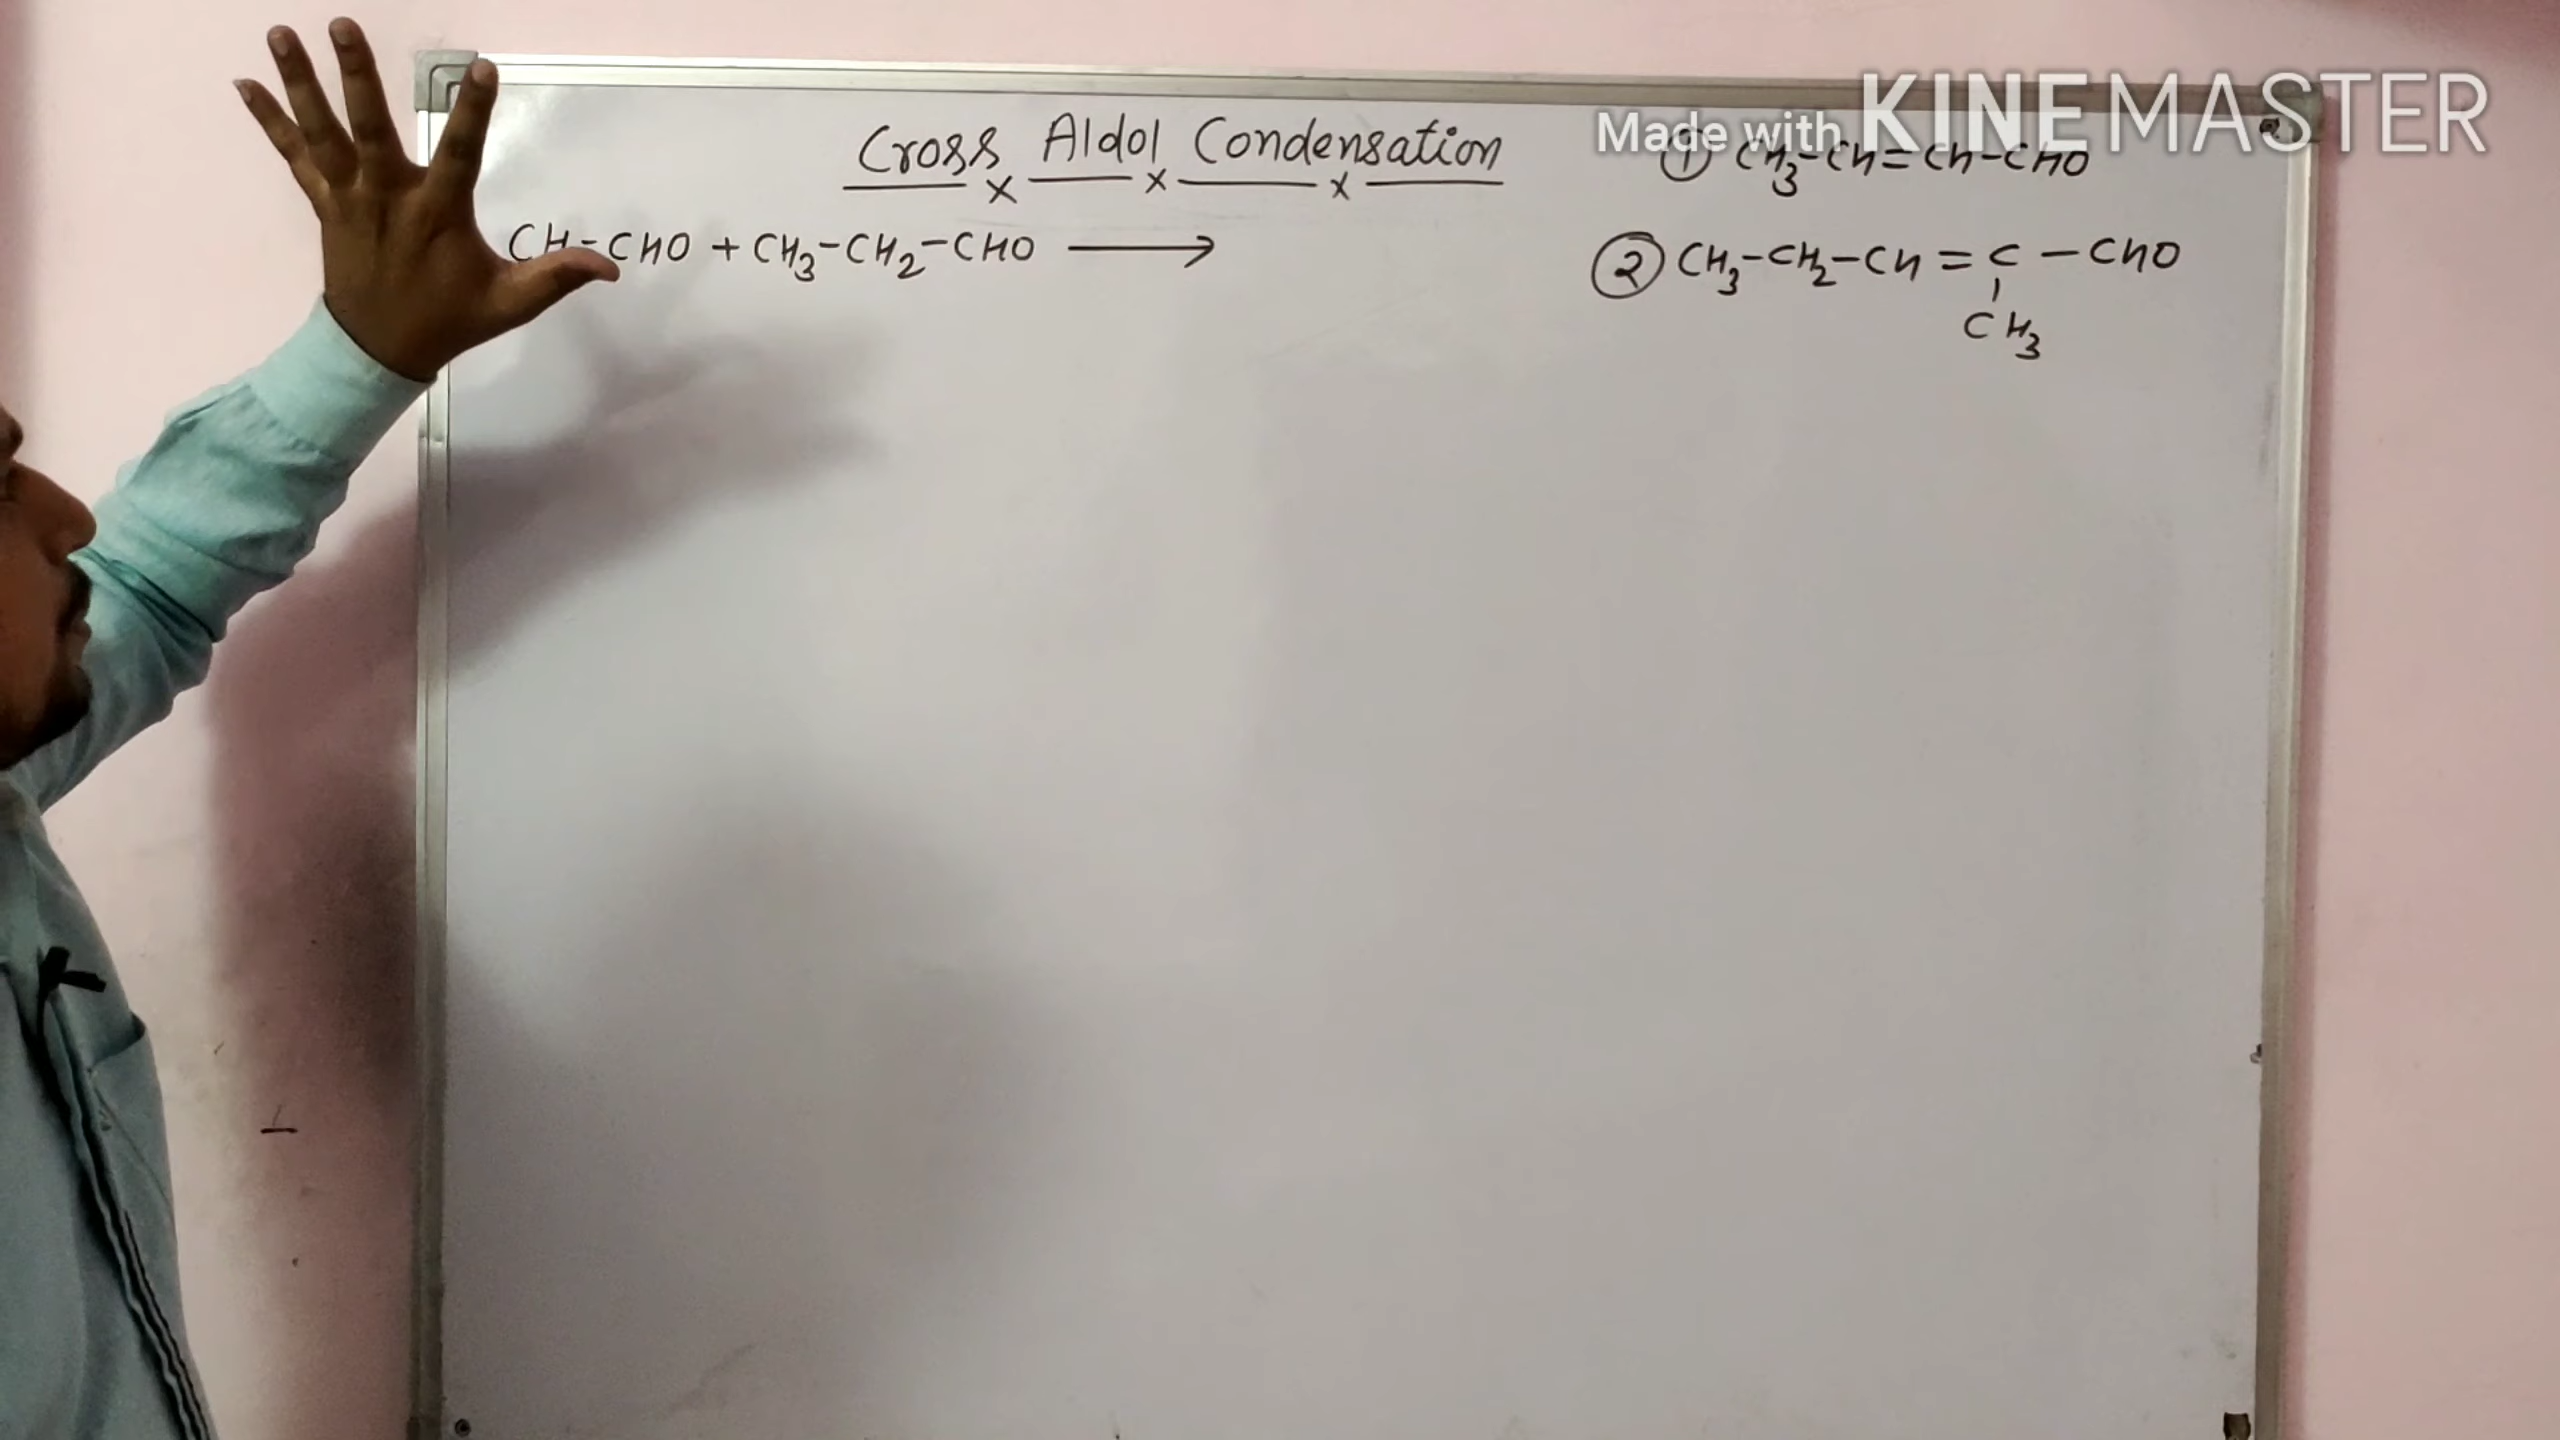 Cross Aldol Condensation
CH-CHO + CH3-CH2-CHO ⟶
Made with KINEMASTER
① CH3-CH=CH-CHO
② CH3-CH2-CH=C-CHO
CH3